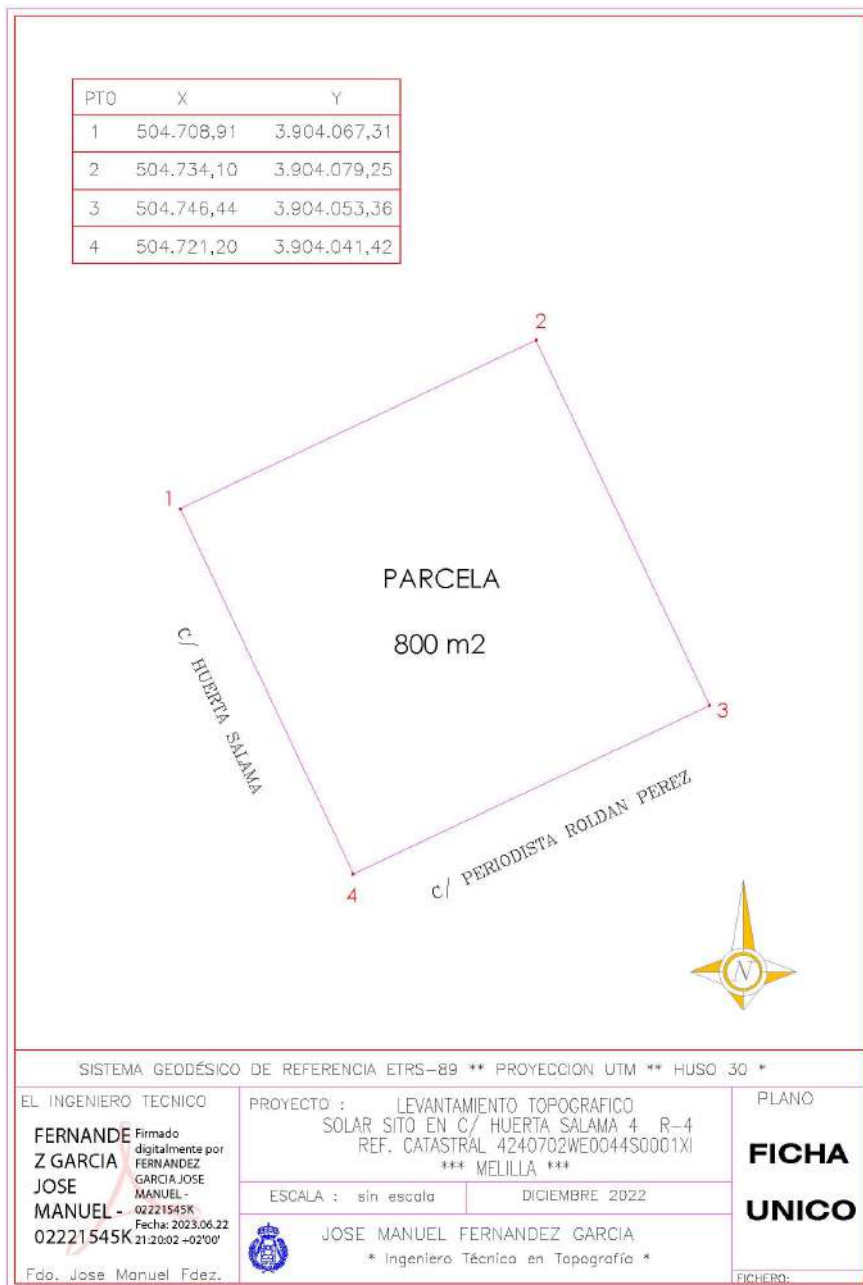 PTO X Y
1 504.708,91 3.904.067,31
2 504.734,10 3.904.079,25
3 504.746,44 3.904.053,36
4 504.721,20 3.904.041,42
2
1
PARCELA
800 m2
C/ HUERTA SALAMA
3
C/ PERIODISTA ROLDAN PEREZ
4
N
SISTEMA GEODÉSICO DE REFERENCIA ETRS-89 ** PROYECCION UTM ** HUSO 30 *
EL INGENIERO TECNICO
FERNANDE
Z GARCIA
JOSE
MANUEL -
02221545K
Firmado
digitalmente por
FERNANDEZ
GARCIA JOSE
MANUEL -
02221545K
Fecha: 2023.06.22
21:20:02 +02'00'
Fdo. Jose Manuel Fdez.
PROYECTO : LEVANTAMIENTO TOPOGRAFICO
SOLAR SITO EN C/ HUERTA SALAMA 4 R-4
REF. CATASTRAL 4240702WE0044S0001XI
*** MELILLA ***
ESCALA : sin escala DICIEMBRE 2022
JOSE MANUEL FERNANDEZ GARCIA
* Ingeniero Técnico en Topografía *
PLANO
FICHA
UNICO
FICHERO: